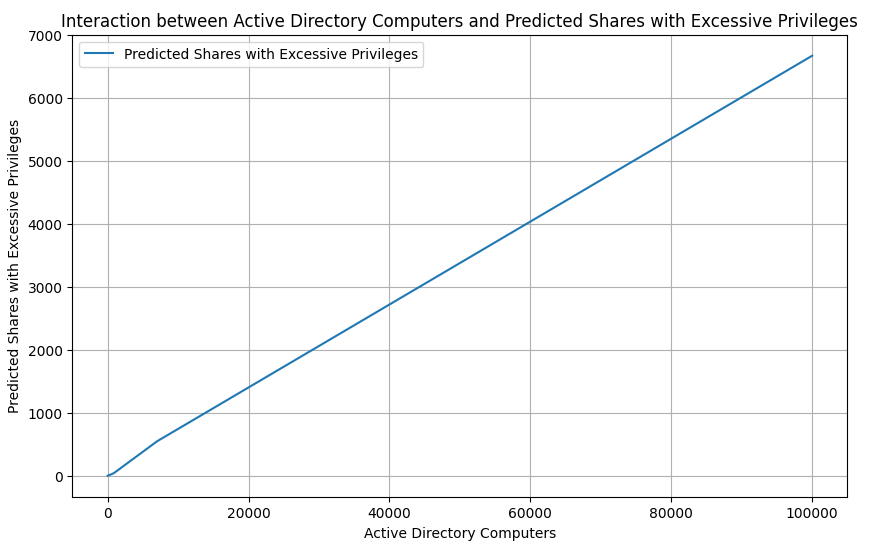 Interaction between Active Directory Computers and Predicted Shares with Excessive Privileges
Predicted Shares with Excessive Privileges
Predicted Shares with Excessive Privileges
7000
6000
5000
4000
3000
2000
1000
0
0 20000 40000 60000 80000 100000
Active Directory Computers